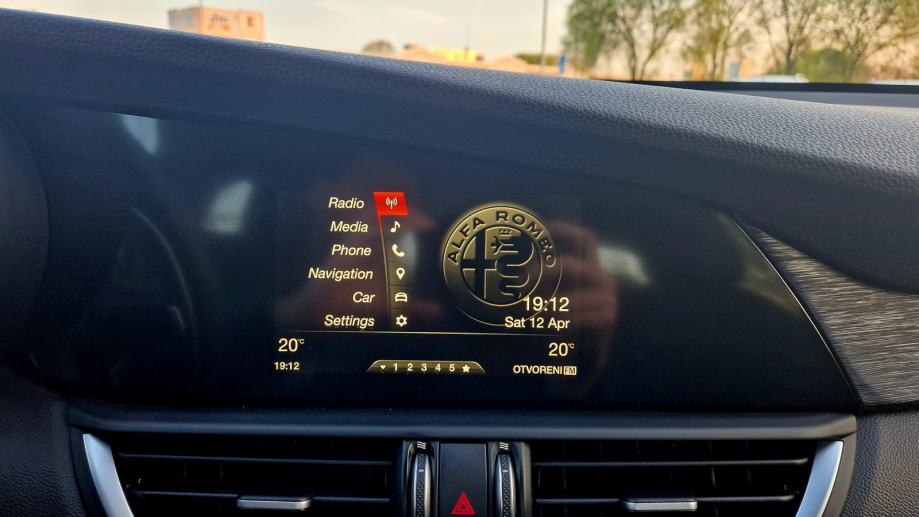 Radio
Media
Phone
Navigation
Car
Settings
ALFA ROMEO
19:12
Sat 12 Apr
20°C
20°C
19:12
1 2 3 4 5
OTVORENI FM